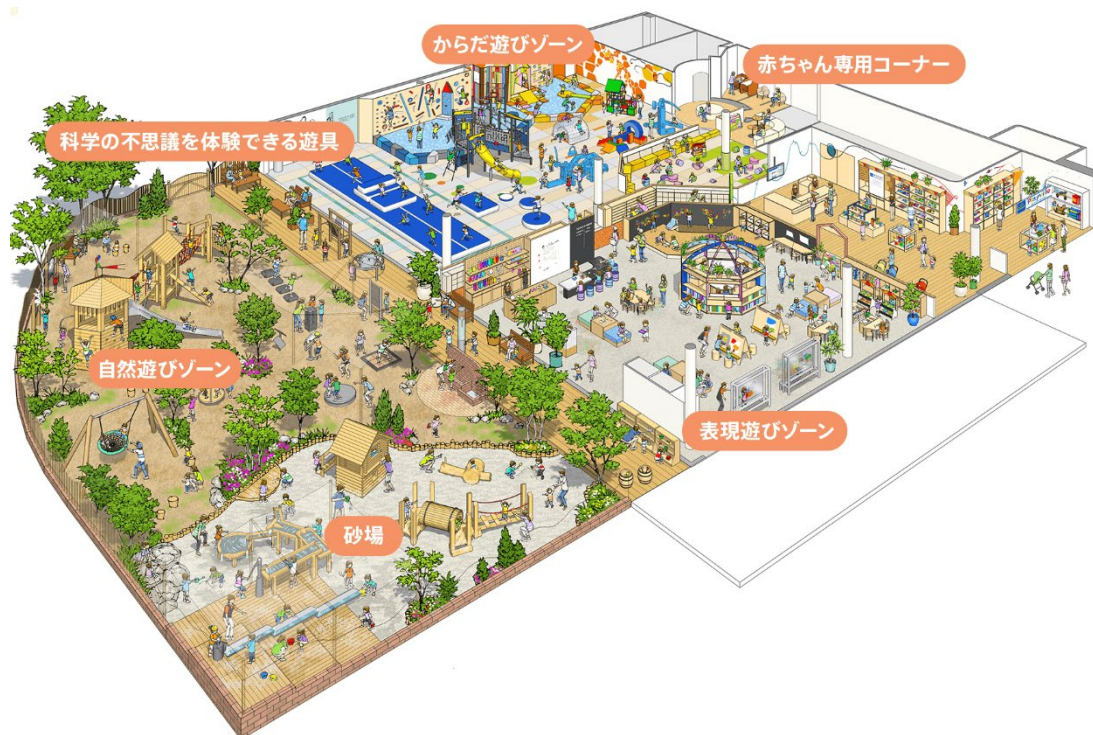 からだ遊びゾーン
赤ちゃん専用コーナー
科学の不思議を体験できる遊具
自然遊びゾーン
表現遊びゾーン
砂場